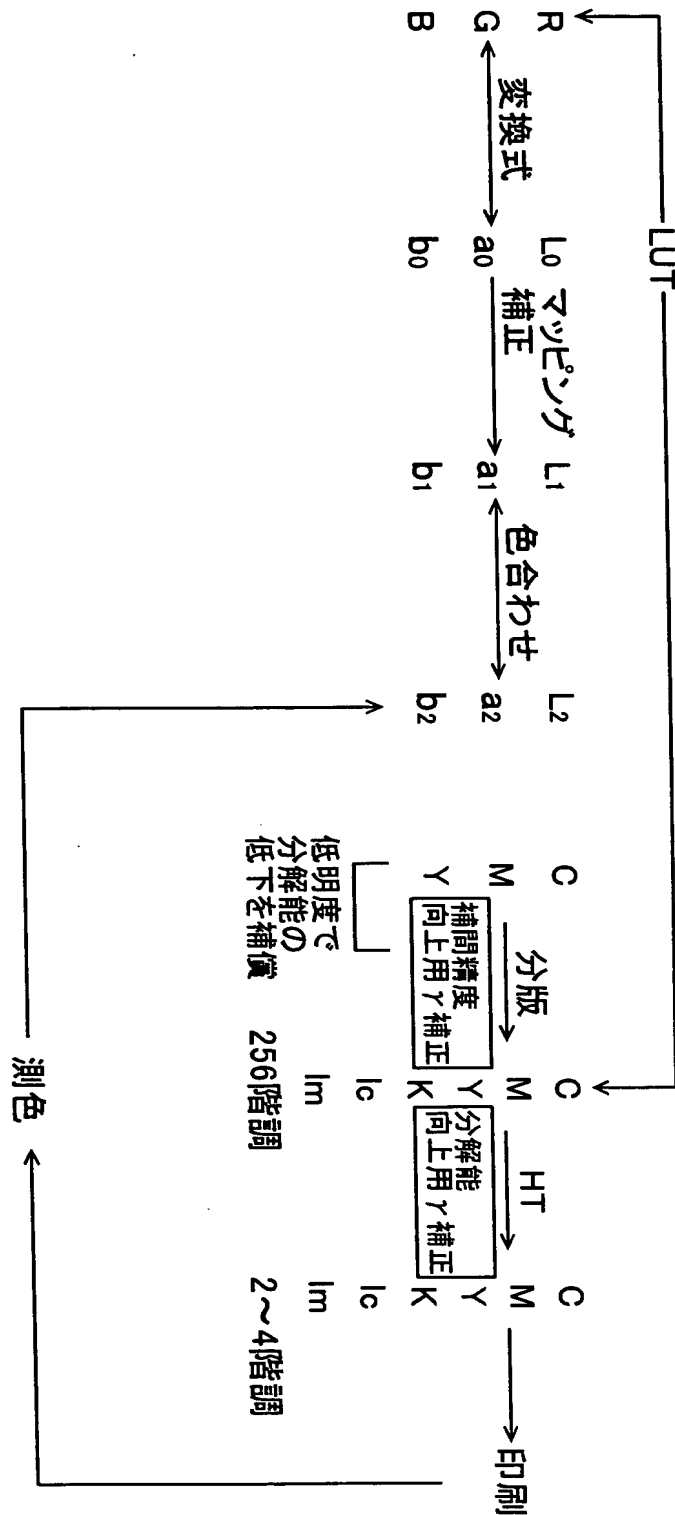 LUT
R
G
B
変換式
L0
a0
b0
マッピング
補正
L1
a1
b1
色合わせ
L2
a2
b2
C
M
Y
低明度で
分解能の
低下を補償
分版
補間精度
向上用γ補正
C
M
Y
K
lc
lm
256階調
HT
分解能
向上用γ補正
C
M
Y
K
lc
lm
2～4階調
印刷
測色